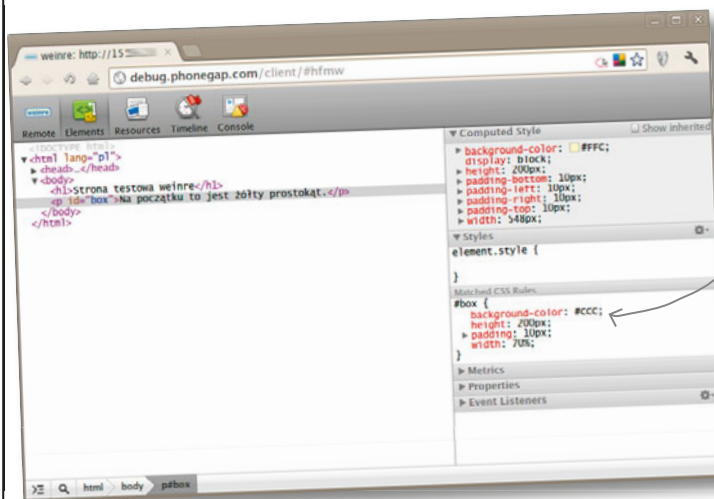 weinre: http://15
debug.phonegap.com/client/#hfmw
weinre
Remote Elements Resources Timeline Console
<!DOCTYPE html>
<html lang="pl">
<head>…</head>
<body>
<h1>Strona testowa weinre</h1>
<p id="box">Na początku to jest żółty prostokąt.</p>
</body>
</html>
Computed Style Show inherited
background-color: #FFC;
display: block;
height: 200px;
padding-bottom: 10px;
padding-left: 10px;
padding-right: 10px;
padding-top: 10px;
width: 548px;
Styles
element.style {
}
Matched CSS Rules
#box {
background-color: #CCC;
height: 200px;
padding: 10px;
width: 70%;
}
Metrics
Properties
Event Listeners
html body p#box